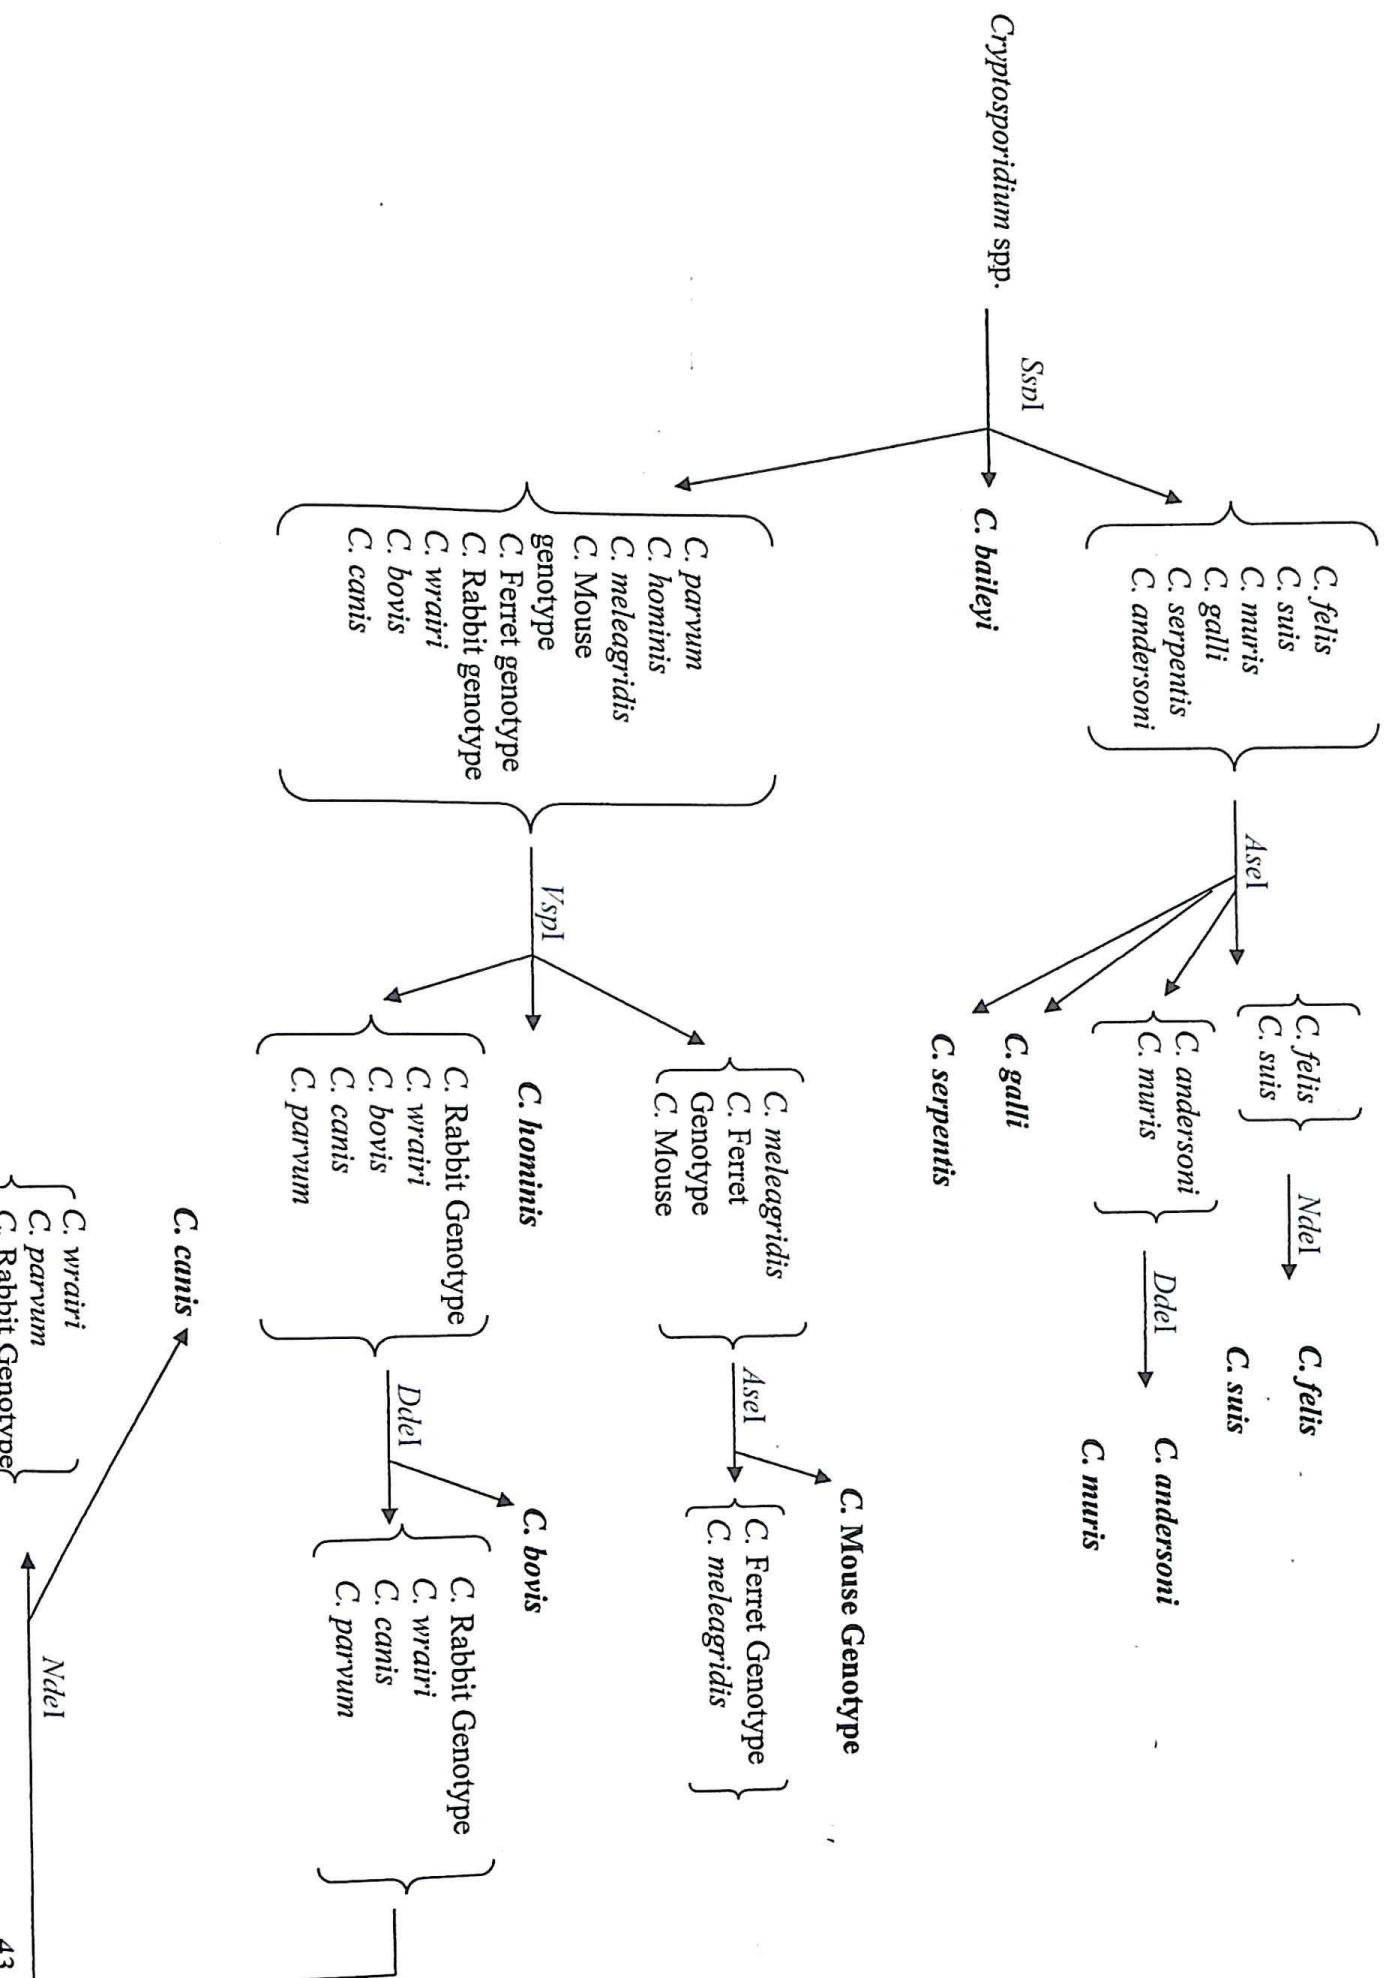 Cryptosporidium spp.
SspI
C. felis
C. suis
C. muris
C. galli
C. serpentis
C. andersoni
C. baileyi
C. parvum
C. hominis
C. meleagridis
C. Mouse
genotype
C. Ferret genotype
C. Rabbit genotype
C. wrairi
C. bovis
C. canis
AseI
C. felis
C. suis
C. andersoni
C. muris
C. galli
C. serpentis
NdeI
C. felis
C. suis
DdeI
C. andersoni
C. muris
VspI
C. meleagridis
C. Ferret
Genotype
C. Mouse
C. hominis
C. Rabbit Genotype
C. wrairi
C. bovis
C. canis
C. parvum
AseI
C. Mouse Genotype
C. Ferret Genotype
C. meleagridis
DdeI
C. bovis
C. Rabbit Genotype
C. wrairi
C. canis
C. parvum
NdeI
C. canis
C. wrairi
C. parvum
C. Rabbit Genotype
43